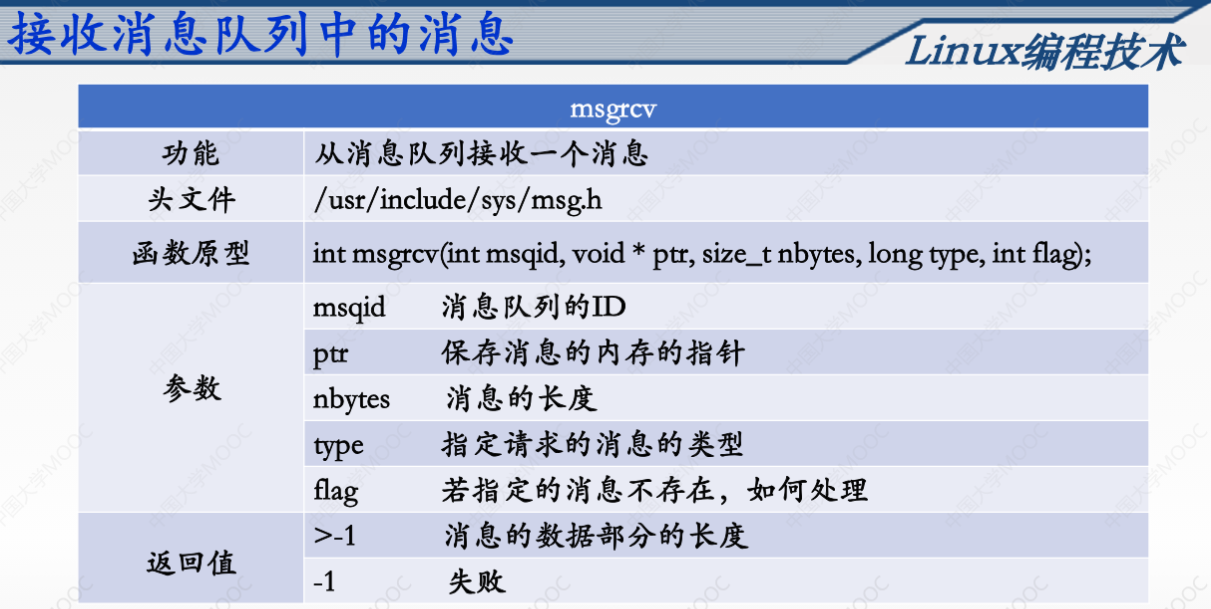 接收消息队列中的消息
Linux编程技术
msgrcv
功能 从消息队列接收一个消息
头文件 /usr/include/sys/msg.h
函数原型 int msgrcv(int msqid, void * ptr, size_t nbytes, long type, int flag);
参数
msqid 消息队列的ID
ptr 保存消息的内存的指针
nbytes 消息的长度
type 指定请求的消息的类型
flag 若指定的消息不存在，如何处理
返回值
>-1 消息的数据部分的长度
-1 失败
中国大学MOOC